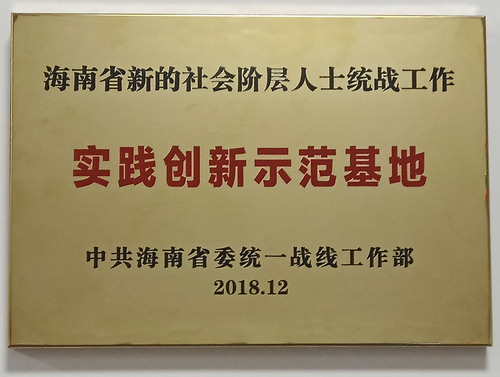 海南省新的社会阶层人士统战工作
实践创新示范基地
中共海南省委统一战线工作部
2018.12